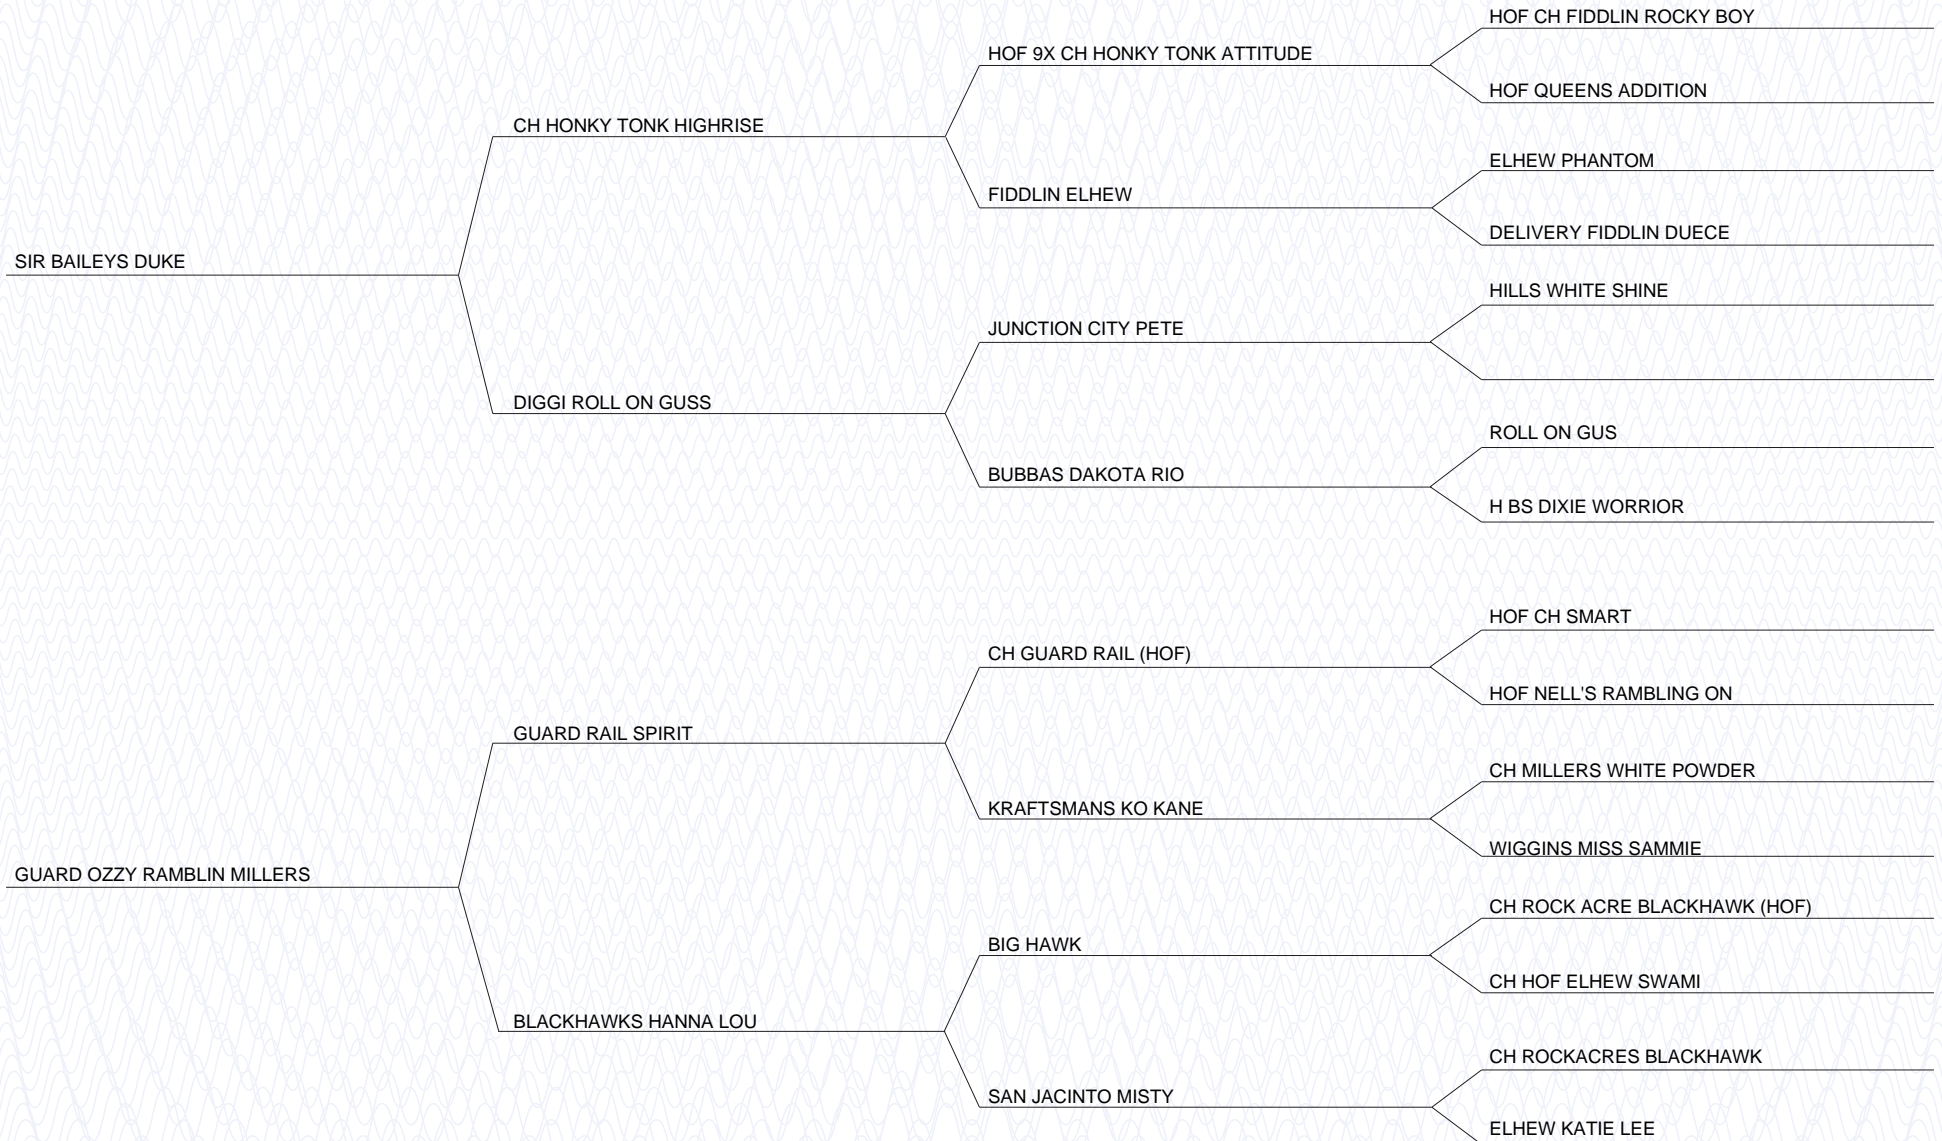 HOF CH FIDDLIN ROCKY BOY
HOF 9X CH HONKY TONK ATTITUDE
HOF QUEENS ADDITION
CH HONKY TONK HIGHRISE
ELHEW PHANTOM
FIDDLIN ELHEW
DELIVERY FIDDLIN DUECE
SIR BAILEYS DUKE
HILLS WHITE SHINE
JUNCTION CITY PETE
DIGGI ROLL ON GUSS
ROLL ON GUS
BUBBAS DAKOTA RIO
H BS DIXIE WORRIOR
HOF CH SMART
CH GUARD RAIL (HOF)
HOF NELL'S RAMBLING ON
GUARD RAIL SPIRIT
CH MILLERS WHITE POWDER
KRAFTSMANS KO KANE
WIGGINS MISS SAMMIE
GUARD OZZY RAMBLIN MILLERS
CH ROCK ACRE BLACKHAWK (HOF)
BIG HAWK
CH HOF ELHEW SWAMI
BLACKHAWKS HANNA LOU
CH ROCKACRES BLACKHAWK
SAN JACINTO MISTY
ELHEW KATIE LEE